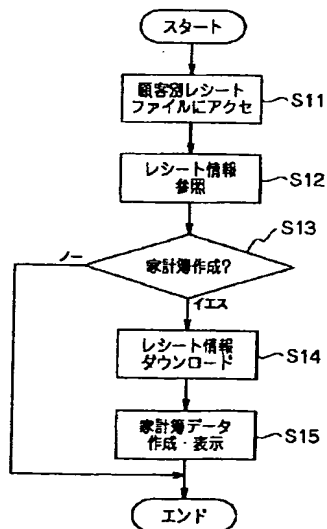 スタート
顧客別レシート
ファイルにアクセ
S11
レシート情報
参照
S12
S13
家計簿作成?
ノー
イエス
レシート情報
ダウンロード
S14
家計簿データ
作成・表示
S15
エンド